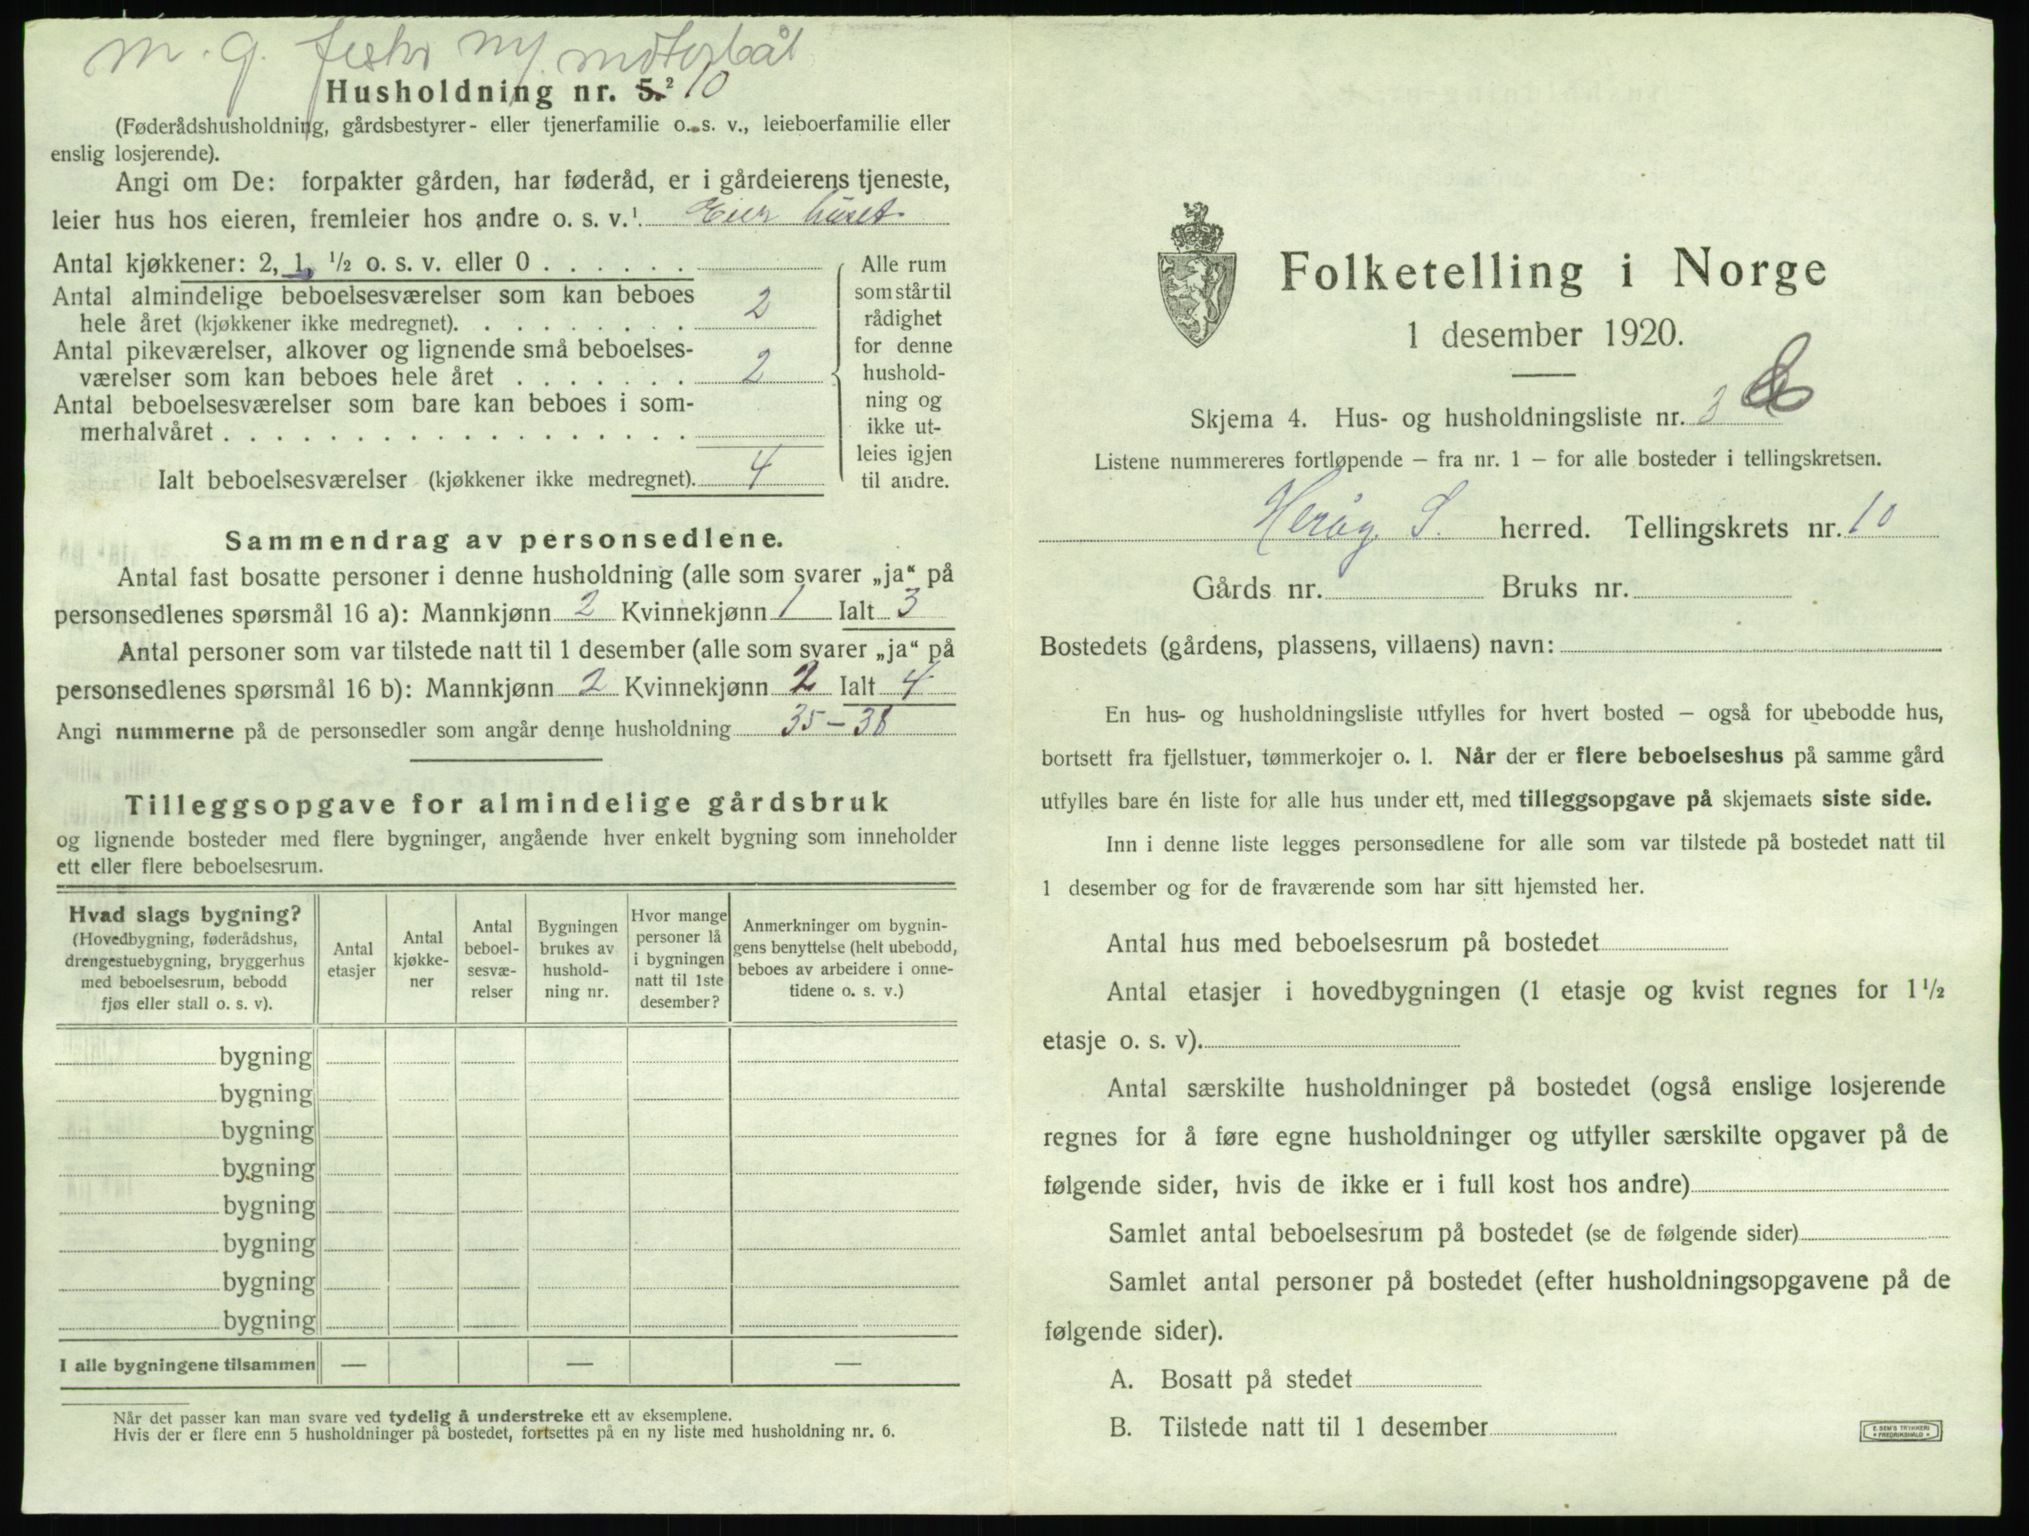 m. g. fisker m/ motorbåt
Husholdning nr. 5.² 10
(Føderådshusholdning, gårdsbestyrer- eller tjenerfamilie o. s. v., leieboerfamilie eller
enslig losjerende).
Angi om De: forpakter gården, har føderåd, er i gårdeierens tjeneste,
leier hus hos eieren, fremleier hos andre o. s. v.¹ Eier huset
Antal kjøkkener: 2, 1, ½ o. s. v. eller 0
Antal almindelige beboelsesværelser som kan beboes
hele året (kjøkkener ikke medregnet). 2
Antal pikeværelser, alkover og lignende små beboelses-
værelser som kan beboes hele året 2
Antal beboelsesværelser som bare kan beboes i som-
merhalvåret
Ialt beboelsesværelser (kjøkkener ikke medregnet). 4
Alle rum
som står til
rådighet
for denne
hushold-
ning og
ikke ut-
leies igjen
til andre.
Sammendrag av personsedlene.
Antal fast bosatte personer i denne husholdning (alle som svarer „ja“ på
personsedlenes spørsmål 16 a): Mannkjønn 2 Kvinnekjønn 1 Ialt 3
Antal personer som var tilstede natt til 1 desember (alle som svarer „ja“ på
personsedlenes spørsmål 16 b): Mannkjønn 2 Kvinnekjønn 2 Ialt 4
Angi nummerne på de personsedler som angår denne husholdning 35 – 38
Tilleggsopgave for almindelige gårdsbruk
og lignende bosteder med flere bygninger, angående hver enkelt bygning som inneholder
ett eller flere beboelsesrum.
Hvad slags bygning?
(Hovedbygning, føderådshus,
drengestuebygning, bryggerhus
med beboelsesrum, bebodd
fjøs eller stall o. s. v).
Antal
etasjer
Antal
kjøkke-
ner
Antal
beboel-
sesvæ-
relser
Bygningen
brukes av
hushold-
ning nr.
Hvor mange
personer lå
i bygningen
natt til 1ste
desember?
Anmerkninger om bygnin-
gens benyttelse (helt ubebodd,
beboes av arbeidere i onne-
tidene o. s. v.)
bygning
bygning
bygning
bygning
bygning
bygning
bygning
bygning
I alle bygningene tilsammen — — —
Når det passer kan man svare ved tydelig å understreke ett av eksemplene.
Hvis der er flere enn 5 husholdninger på bostedet, fortsettes på en ny liste med husholdning nr. 6.
Folketelling i Norge
1 desember 1920.
Skjema 4. Hus- og husholdningsliste nr. 3
Listene nummereres fortløpende – fra nr. 1 – for alle bosteder i tellingskretsen.
Herøy S. herred. Tellingskrets nr. 10
Gårds nr. Bruks nr.
Bostedets (gårdens, plassens, villaens) navn:
En hus- og husholdningsliste utfylles for hvert bosted – også for ubebodde hus,
bortsett fra fjellstuer, tømmerkojer o. l. Når der er flere beboelseshus på samme gård
utfylles bare én liste for alle hus under ett, med tilleggsopgave på skjemaets siste side.
Inn i denne liste legges personsedlene for alle som var tilstede på bostedet natt til
1 desember og for de fraværende som har sitt hjemsted her.
Antal hus med beboelsesrum på bostedet
Antal etasjer i hovedbygningen (1 etasje og kvist regnes for 1½
etasje o. s. v).
Antal særskilte husholdninger på bostedet (også enslige losjerende
regnes for å føre egne husholdninger og utfyller særskilte opgaver på de
følgende sider, hvis de ikke er i full kost hos andre)
Samlet antal beboelsesrum på bostedet (se de følgende sider)
Samlet antal personer på bostedet (efter husholdningsopgavene på de
følgende sider).
A. Bosatt på stedet
B. Tilstede natt til 1 desember
E. SEM'S TRYKKERI
FREDRIKSHALD